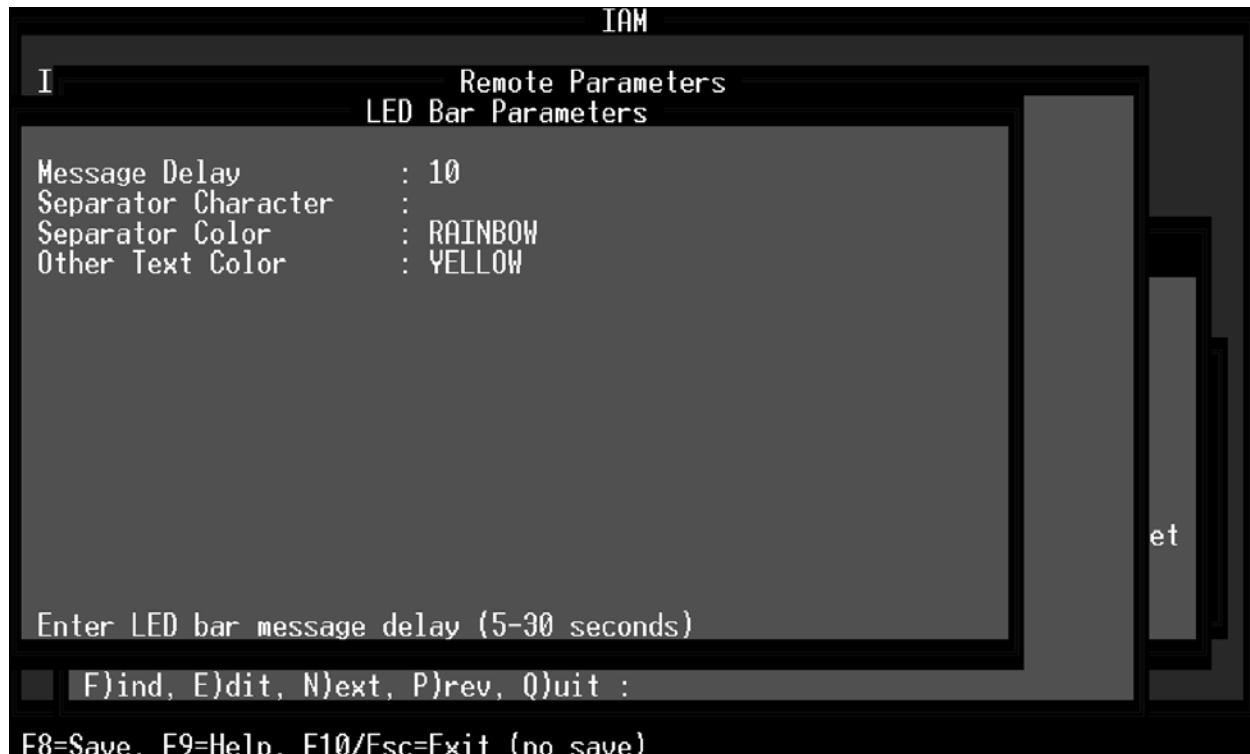 IAM
I
Remote Parameters
LED Bar Parameters
Message Delay : 10
Separator Character :
Separator Color : RAINBOW
Other Text Color : YELLOW
et
Enter LED bar message delay (5-30 seconds)
F)ind, E)dit, N)ext, P)rev, Q)uit :
F8=Save, F9=Help, F10/Esc=Exit (no save)